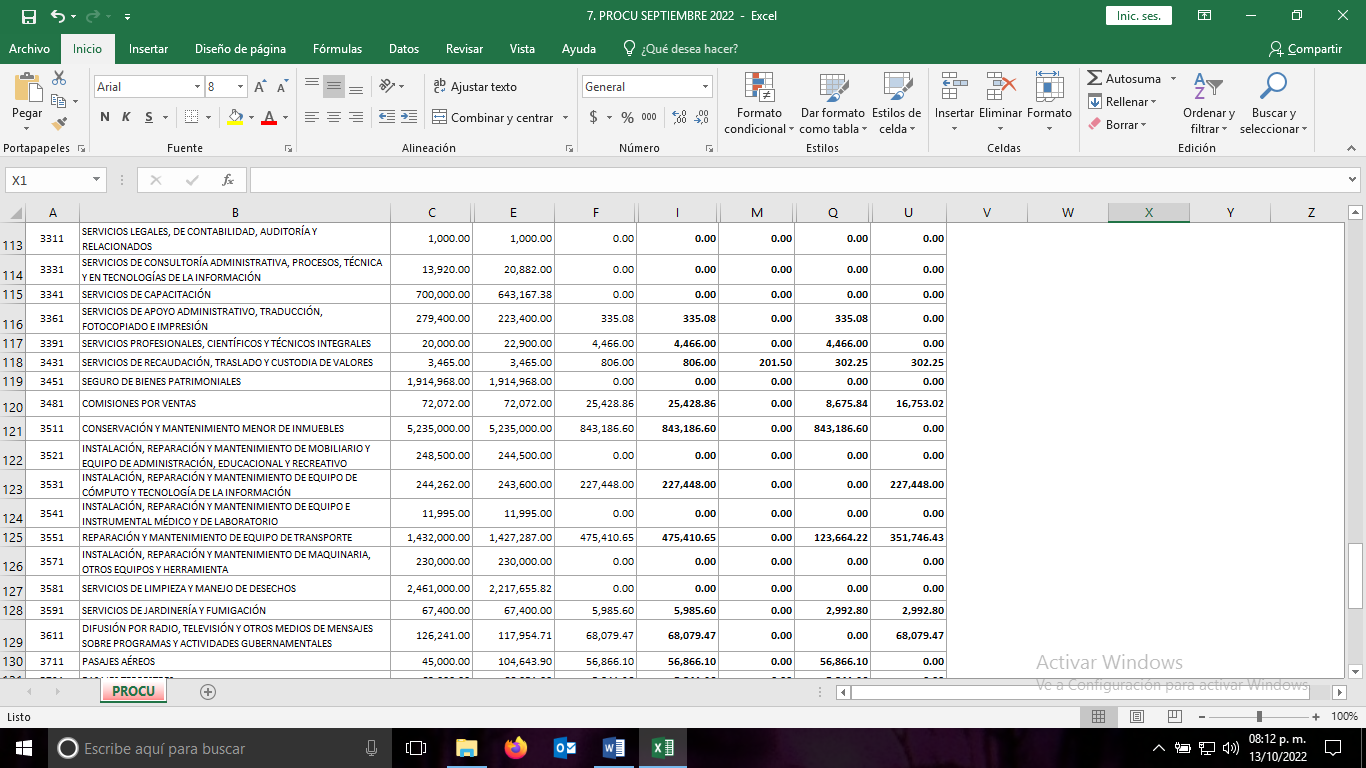 7. PROCU SEPTIEMBRE 2022 - Excel
Inic. ses.
Archivo Inicio Insertar Diseño de página Fórmulas Datos Revisar Vista Ayuda ¿Qué desea hacer? Compartir
Pegar
Arial 8
N K S
Ajustar texto
Combinar y centrar
General
$ % 000
Formato condicional
Dar formato como tabla
Estilos de celda
Insertar Eliminar Formato
Autosuma
Rellenar
Borrar
Ordenar y filtrar
Buscar y seleccionar
Portapapeles Fuente Alineación Número Estilos Celdas Edición
X1 fx
A B C E F I M Q U V W X Y Z
113 3311 SERVICIOS LEGALES, DE CONTABILIDAD, AUDITORÍA Y
RELACIONADOS 1,000.00 1,000.00 0.00 0.00 0.00 0.00 0.00
114 3331 SERVICIOS DE CONSULTORÍA ADMINISTRATIVA, PROCESOS, TÉCNICA
Y EN TECNOLOGÍAS DE LA INFORMACIÓN 13,920.00 20,882.00 0.00 0.00 0.00 0.00 0.00
115 3341 SERVICIOS DE CAPACITACIÓN 700,000.00 643,167.38 0.00 0.00 0.00 0.00 0.00
116 3361 SERVICIOS DE APOYO ADMINISTRATIVO, TRADUCCIÓN,
FOTOCOPIADO E IMPRESIÓN 279,400.00 223,400.00 335.08 335.08 0.00 335.08 0.00
117 3391 SERVICIOS PROFESIONALES, CIENTÍFICOS Y TÉCNICOS INTEGRALES 20,000.00 22,900.00 4,466.00 4,466.00 0.00 4,466.00 0.00
118 3431 SERVICIOS DE RECAUDACIÓN, TRASLADO Y CUSTODIA DE VALORES 3,465.00 3,465.00 806.00 806.00 201.50 302.25 302.25
119 3451 SEGURO DE BIENES PATRIMONIALES 1,914,968.00 1,914,968.00 0.00 0.00 0.00 0.00 0.00
120 3481 COMISIONES POR VENTAS 72,072.00 72,072.00 25,428.86 25,428.86 0.00 8,675.84 16,753.02
121 3511 CONSERVACIÓN Y MANTENIMIENTO MENOR DE INMUEBLES 5,235,000.00 5,235,000.00 843,186.60 843,186.60 0.00 843,186.60 0.00
122 3521 INSTALACIÓN, REPARACIÓN Y MANTENIMIENTO DE MOBILIARIO Y
EQUIPO DE ADMINISTRACIÓN, EDUCACIONAL Y RECREATIVO 248,500.00 244,500.00 0.00 0.00 0.00 0.00 0.00
123 3531 INSTALACIÓN, REPARACIÓN Y MANTENIMIENTO DE EQUIPO DE
CÓMPUTO Y TECNOLOGÍA DE LA INFORMACIÓN 244,262.00 243,600.00 227,448.00 227,448.00 0.00 0.00 227,448.00
124 3541 INSTALACIÓN, REPARACIÓN Y MANTENIMIENTO DE EQUIPO E
INSTRUMENTAL MÉDICO Y DE LABORATORIO 11,995.00 11,995.00 0.00 0.00 0.00 0.00 0.00
125 3551 REPARACIÓN Y MANTENIMIENTO DE EQUIPO DE TRANSPORTE 1,432,000.00 1,427,287.00 475,410.65 475,410.65 0.00 123,664.22 351,746.43
126 3571 INSTALACIÓN, REPARACIÓN Y MANTENIMIENTO DE MAQUINARIA,
OTROS EQUIPOS Y HERRAMIENTA 230,000.00 230,000.00 0.00 0.00 0.00 0.00 0.00
127 3581 SERVICIOS DE LIMPIEZA Y MANEJO DE DESECHOS 2,461,000.00 2,217,655.82 0.00 0.00 0.00 0.00 0.00
128 3591 SERVICIOS DE JARDINERÍA Y FUMIGACIÓN 67,400.00 67,400.00 5,985.60 5,985.60 0.00 2,992.80 2,992.80
129 3611 DIFUSIÓN POR RADIO, TELEVISIÓN Y OTROS MEDIOS DE MENSAJES
SOBRE PROGRAMAS Y ACTIVIDADES GUBERNAMENTALES 126,241.00 117,954.71 68,079.47 68,079.47 0.00 0.00 68,079.47
130 3711 PASAJES AÉREOS 45,000.00 104,643.90 56,866.10 56,866.10 0.00 56,866.10 0.00
Activar Windows
Ve a Configuración para activar Windows.
PROCU
Listo 100%
Escribe aquí para buscar
08:12 p. m.
13/10/2022